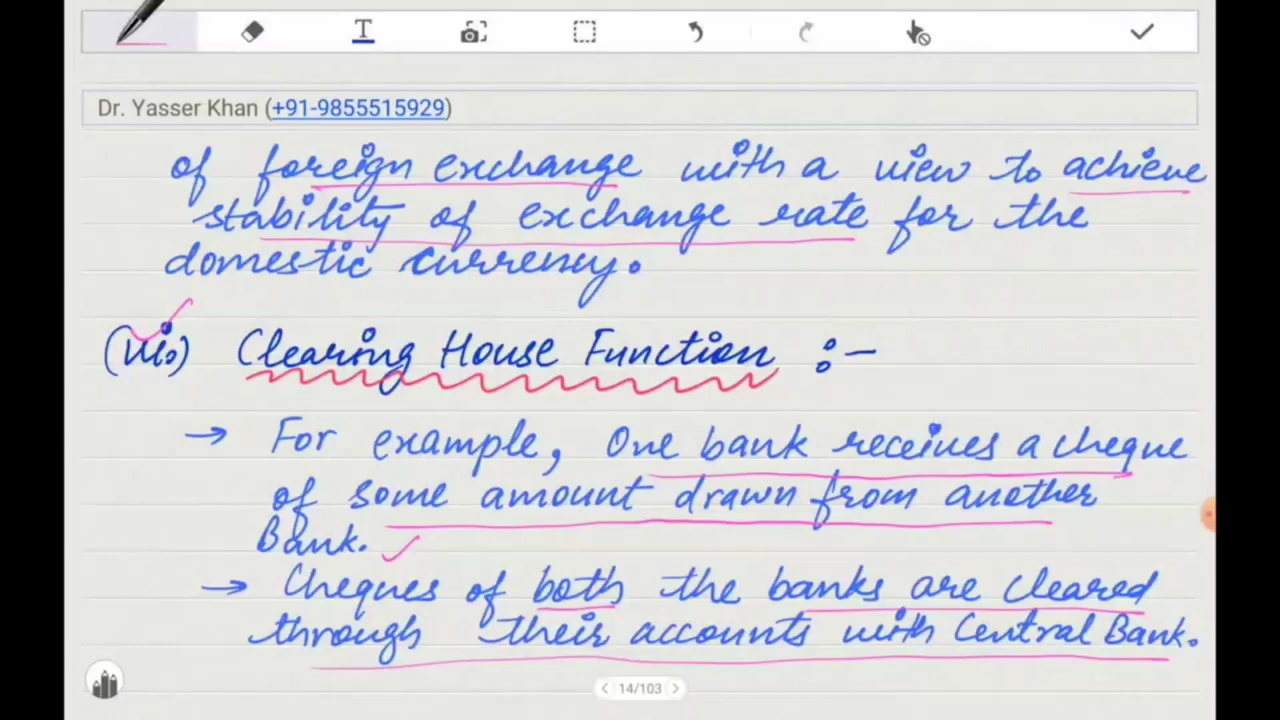 T
Dr. Yasser Khan (+91-9855515929)
of foreign exchange with a view to achieve
stability of exchange rate for the
domestic currency.
(vii) Clearing House Function :-
→ For example, One bank receives a cheque
of some amount drawn from another
Bank.
→ Cheques of both the banks are cleared
through their accounts with Central Bank.
14/103